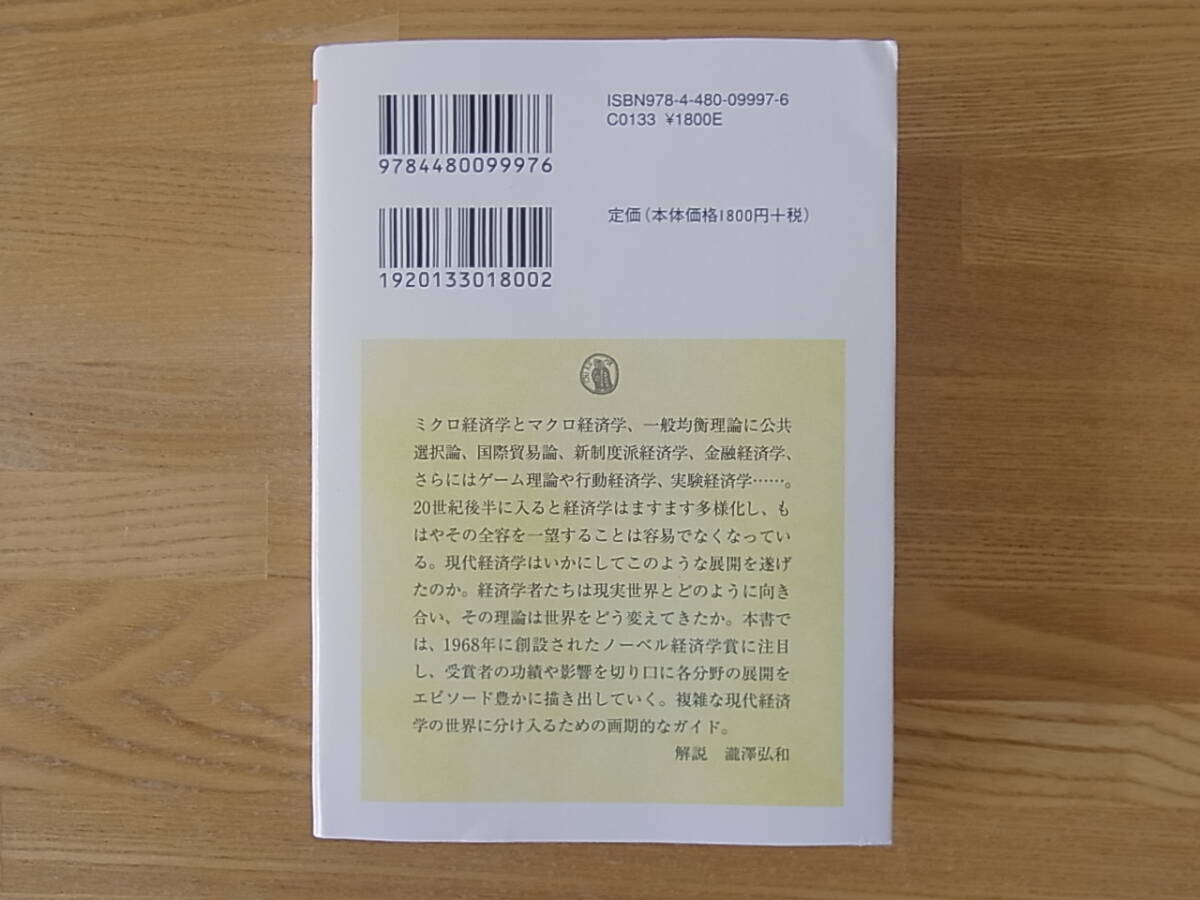 ISBN978-4-480-09997-6
C0133 ¥1800E
9784480099976
定価(本体価格1800円+税)
1920133018002
ミクロ経済学とマクロ経済学、一般均衡理論に公共
選択論、国際貿易論、新制度派経済学、金融経済学、
さらにはゲーム理論や行動経済学、実験経済学……。
20世紀後半に入ると経済学はますます多様化し、も
はやその全容を一望することは容易でなくなってい
る。現代経済学はいかにしてこのような展開を遂げ
たのか。経済学者たちは現実世界とどのように向き
合い、その理論は世界をどう変えてきたか。本書で
は、1968年に創設されたノーベル経済学賞に注目
し、受賞者の功績や影響を切り口に各分野の展開を
エピソード豊かに描き出していく。複雑な現代経済
学の世界に分け入るための画期的なガイド。
解説　瀧澤弘和